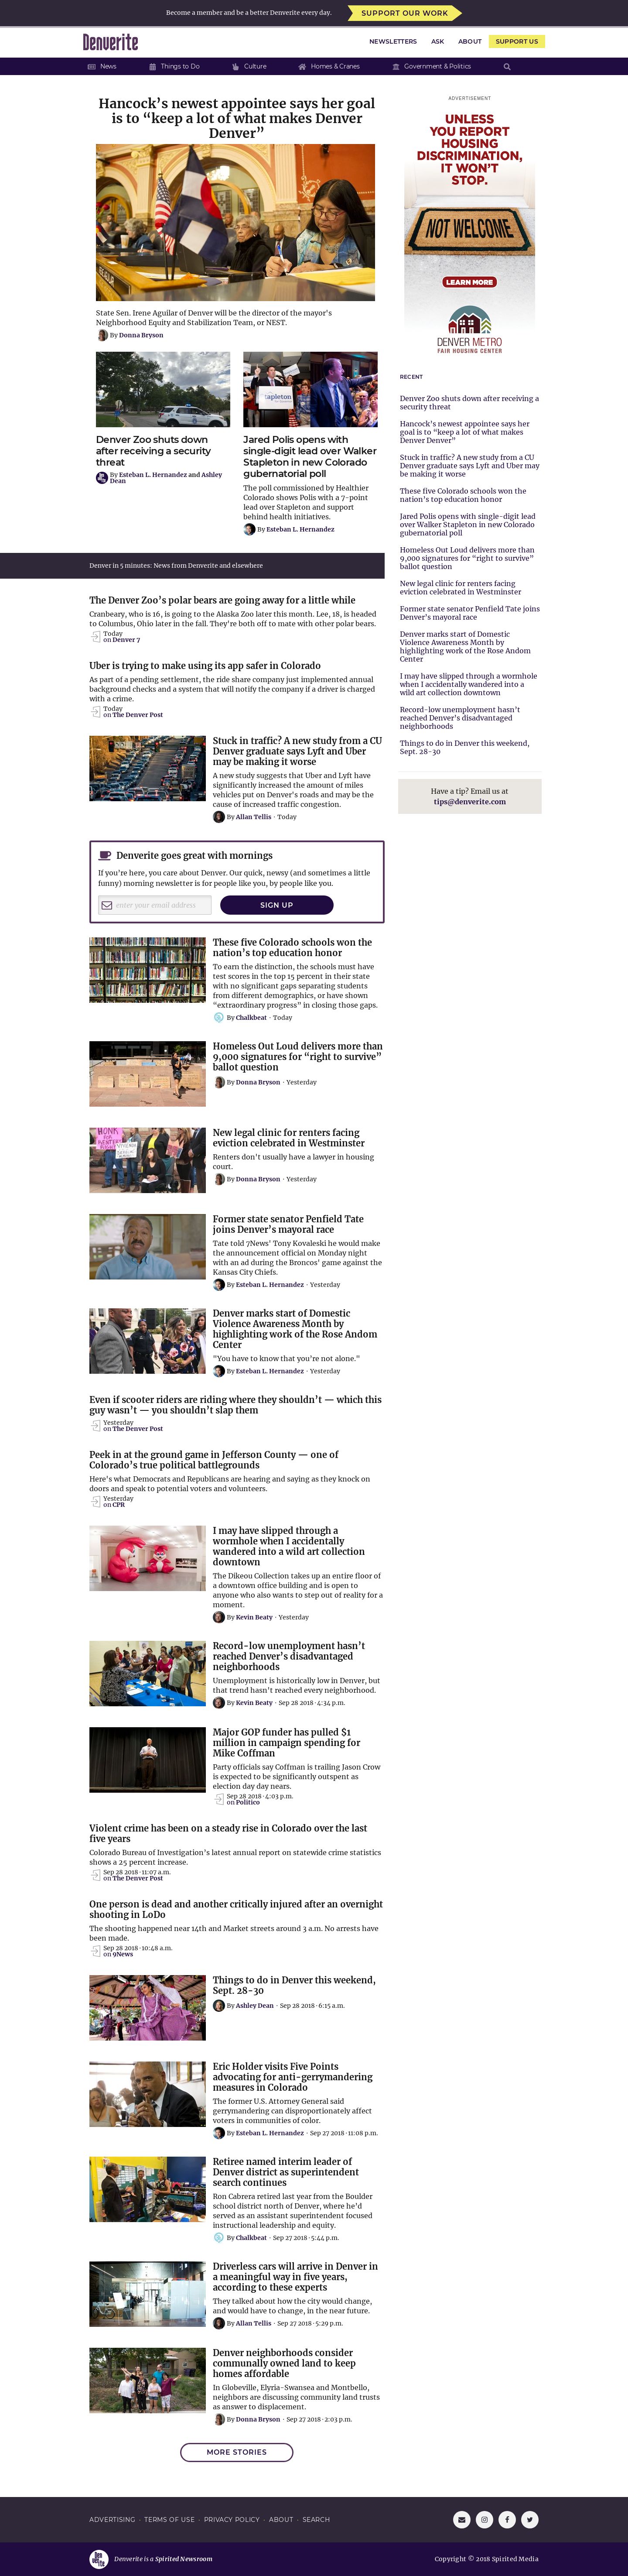 Become a member and be a better Denverite every day.
SUPPORT OUR WORK
Denverite
NEWSLETTERS
ASK
ABOUT
SUPPORT US
News
Things to Do
Culture
Homes & Cranes
Government & Politics
Hancock’s newest appointee says her goal
is to “keep a lot of what makes Denver
Denver”
State Sen. Irene Aguilar of Denver will be the director of the mayor's
Neighborhood Equity and Stabilization Team, or NEST.
By Donna Bryson
Denver Zoo shuts down
after receiving a security
threat
By Esteban L. Hernandez and Ashley
Dean
Jared Polis opens with
single-digit lead over Walker
Stapleton in new Colorado
gubernatorial poll
The poll commissioned by Healthier
Colorado shows Polis with a 7-point
lead over Stapleton and support
behind health initiatives.
By Esteban L. Hernandez
Denver in 5 minutes: News from Denverite and elsewhere
The Denver Zoo’s polar bears are going away for a little while
Cranbeary, who is 16, is going to the Alaska Zoo later this month. Lee, 18, is headed
to Columbus, Ohio later in the fall. They're both off to mate with other polar bears.
Today
on Denver 7
Uber is trying to make using its app safer in Colorado
As part of a pending settlement, the ride share company just implemented annual
background checks and a system that will notify the company if a driver is charged
with a crime.
Today
on The Denver Post
Stuck in traffic? A new study from a CU
Denver graduate says Lyft and Uber
may be making it worse
A new study suggests that Uber and Lyft have
significantly increased the amount of miles
vehicles put on Denver's roads and may be the
cause of increased traffic congestion.
By Allan Tellis · Today
Denverite goes great with mornings
If you’re here, you care about Denver. Our quick, newsy (and sometimes a little
funny) morning newsletter is for people like you, by people like you.
enter your email address
SIGN UP
These five Colorado schools won the
nation’s top education honor
To earn the distinction, the schools must have
test scores in the top 15 percent in their state
with no significant gaps separating students
from different demographics, or have shown
“extraordinary progress” in closing those gaps.
By Chalkbeat · Today
Homeless Out Loud delivers more than
9,000 signatures for “right to survive”
ballot question
By Donna Bryson · Yesterday
New legal clinic for renters facing
eviction celebrated in Westminster
Renters don't usually have a lawyer in housing
court.
By Donna Bryson · Yesterday
Former state senator Penfield Tate
joins Denver’s mayoral race
Tate told 7News' Tony Kovaleski he would make
the announcement official on Monday night
with an ad during the Broncos' game against the
Kansas City Chiefs.
By Esteban L. Hernandez · Yesterday
Denver marks start of Domestic
Violence Awareness Month by
highlighting work of the Rose Andom
Center
"You have to know that you're not alone."
By Esteban L. Hernandez · Yesterday
Even if scooter riders are riding where they shouldn’t — which this
guy wasn’t — you shouldn’t slap them
Yesterday
on The Denver Post
Peek in at the ground game in Jefferson County — one of
Colorado’s true political battlegrounds
Here's what Democrats and Republicans are hearing and saying as they knock on
doors and speak to potential voters and volunteers.
Yesterday
on CPR
I may have slipped through a
wormhole when I accidentally
wandered into a wild art collection
downtown
The Dikeou Collection takes up an entire floor of
a downtown office building and is open to
anyone who also wants to step out of reality for a
moment.
By Kevin Beaty · Yesterday
Record-low unemployment hasn’t
reached Denver’s disadvantaged
neighborhoods
Unemployment is historically low in Denver, but
that trend hasn't reached every neighborhood.
By Kevin Beaty · Sep 28 2018 · 4:34 p.m.
Major GOP funder has pulled $1
million in campaign spending for
Mike Coffman
Party officials say Coffman is trailing Jason Crow
is expected to be significantly outspent as
election day day nears.
Sep 28 2018 · 4:03 p.m.
on Politico
Violent crime has been on a steady rise in Colorado over the last
five years
Colorado Bureau of Investigation's latest annual report on statewide crime statistics
shows a 25 percent increase.
Sep 28 2018 · 11:07 a.m.
on The Denver Post
One person is dead and another critically injured after an overnight
shooting in LoDo
The shooting happened near 14th and Market streets around 3 a.m. No arrests have
been made.
Sep 28 2018 · 10:48 a.m.
on 9News
Things to do in Denver this weekend,
Sept. 28-30
By Ashley Dean · Sep 28 2018 · 6:15 a.m.
Eric Holder visits Five Points
advocating for anti-gerrymandering
measures in Colorado
The former U.S. Attorney General said
gerrymandering can disproportionately affect
voters in communities of color.
By Esteban L. Hernandez · Sep 27 2018 · 11:08 p.m.
Retiree named interim leader of
Denver district as superintendent
search continues
Ron Cabrera retired last year from the Boulder
school district north of Denver, where he'd
served as an assistant superintendent focused
instructional leadership and equity.
By Chalkbeat · Sep 27 2018 · 5:44 p.m.
Driverless cars will arrive in Denver in
a meaningful way in five years,
according to these experts
They talked about how the city would change,
and would have to change, in the near future.
By Allan Tellis · Sep 27 2018 · 5:29 p.m.
Denver neighborhoods consider
communally owned land to keep
homes affordable
In Globeville, Elyria-Swansea and Montbello,
neighbors are discussing community land trusts
as answer to displacement.
By Donna Bryson · Sep 27 2018 · 2:03 p.m.
MORE STORIES
ADVERTISEMENT
UNLESS
YOU REPORT
HOUSING
DISCRIMINATION,
IT WON’T
STOP.
NOT WELCOME
LEARN MORE
DENVER METRO
FAIR HOUSING CENTER
RECENT
Denver Zoo shuts down after receiving a
security threat
Hancock’s newest appointee says her
goal is to “keep a lot of what makes
Denver Denver”
Stuck in traffic? A new study from a CU
Denver graduate says Lyft and Uber may
be making it worse
These five Colorado schools won the
nation’s top education honor
Jared Polis opens with single-digit lead
over Walker Stapleton in new Colorado
gubernatorial poll
Homeless Out Loud delivers more than
9,000 signatures for “right to survive”
ballot question
New legal clinic for renters facing
eviction celebrated in Westminster
Former state senator Penfield Tate joins
Denver’s mayoral race
Denver marks start of Domestic
Violence Awareness Month by
highlighting work of the Rose Andom
Center
I may have slipped through a wormhole
when I accidentally wandered into a
wild art collection downtown
Record-low unemployment hasn’t
reached Denver’s disadvantaged
neighborhoods
Things to do in Denver this weekend,
Sept. 28-30
Have a tip? Email us at
tips@denverite.com
ADVERTISING · TERMS OF USE · PRIVACY POLICY · ABOUT · SEARCH
Denverite is a Spirited Newsroom
Copyright © 2018 Spirited Media